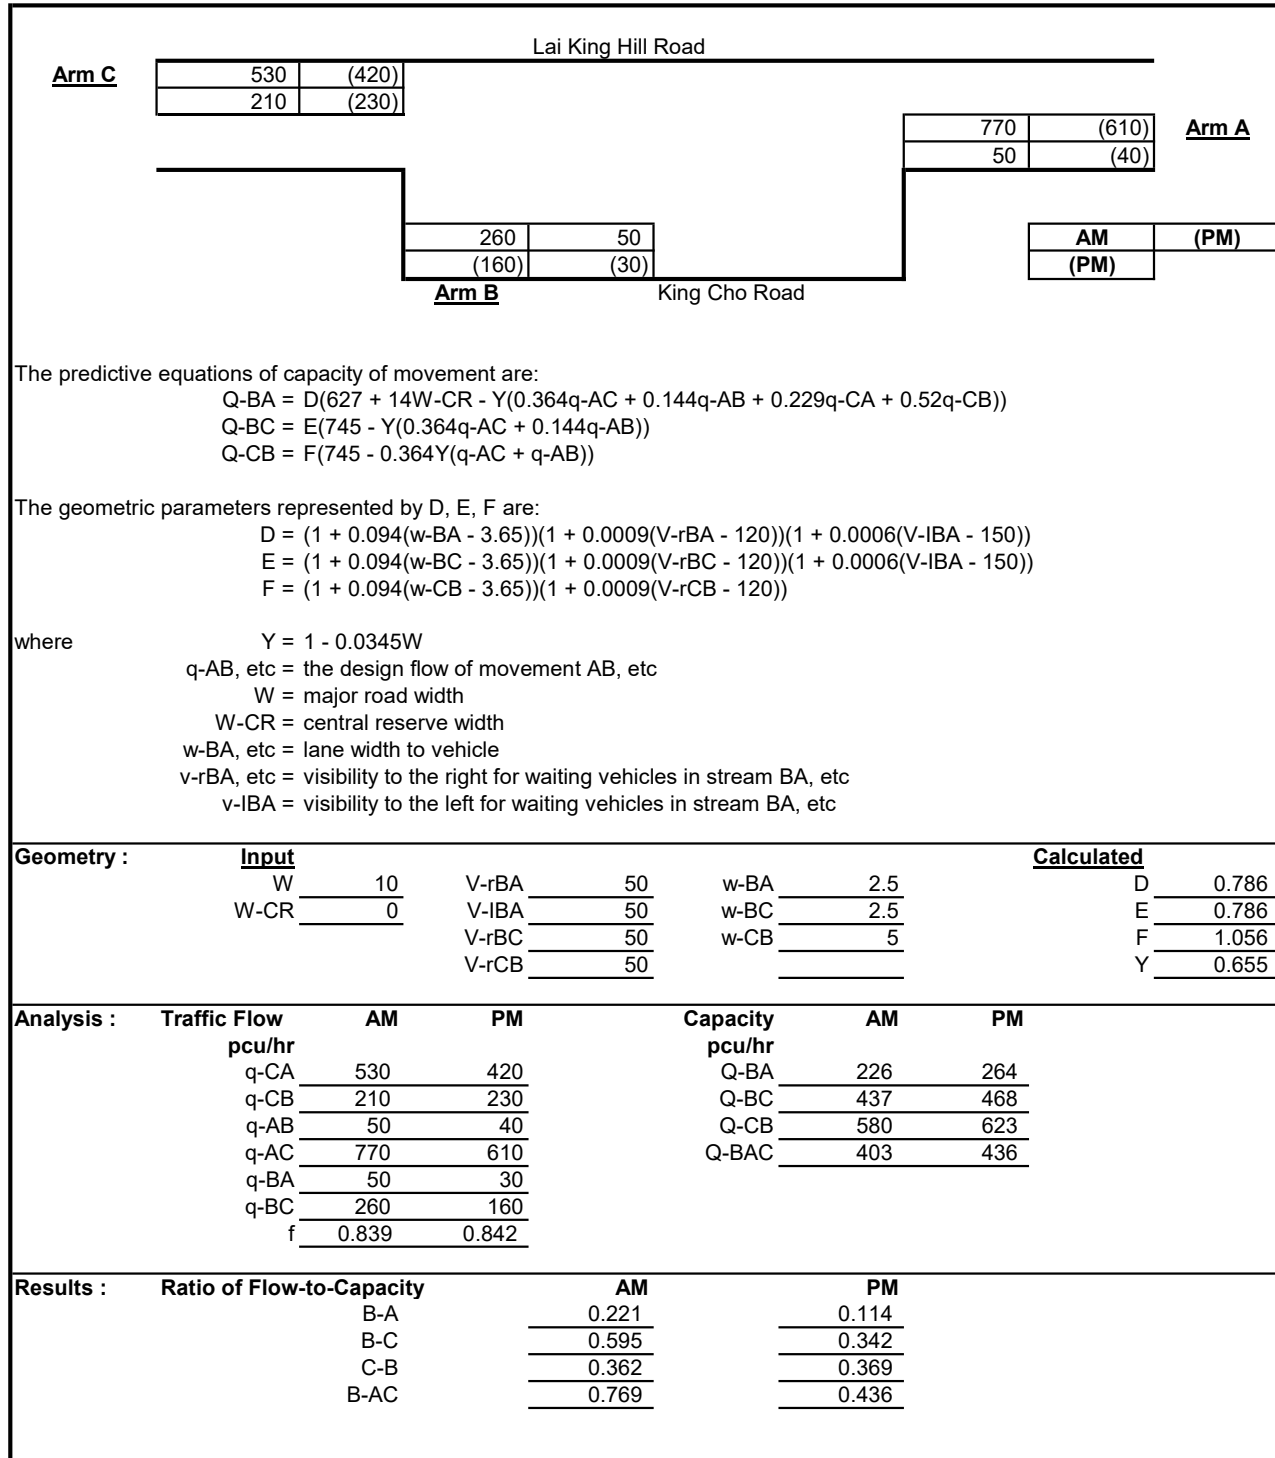 Lai King Hill Road
Arm C 530 (420)
210 (230)
770 (610) Arm A
50 (40)
260 50 AM (PM)
(160) (30) (PM)
Arm B King Cho Road
The predictive equations of capacity of movement are:
Q-BA = D(627 + 14W-CR - Y(0.364q-AC + 0.144q-AB + 0.229q-CA + 0.52q-CB))
Q-BC = E(745 - Y(0.364q-AC + 0.144q-AB))
Q-CB = F(745 - 0.364Y(q-AC + q-AB))
The geometric parameters represented by D, E, F are:
D = (1 + 0.094(w-BA - 3.65))(1 + 0.0009(V-rBA - 120))(1 + 0.0006(V-lBA - 150))
E = (1 + 0.094(w-BC - 3.65))(1 + 0.0009(V-rBC - 120))(1 + 0.0006(V-lBA - 150))
F = (1 + 0.094(w-CB - 3.65))(1 + 0.0009(V-rCB - 120))
where Y = 1 - 0.0345W
q-AB, etc = the design flow of movement AB, etc
W = major road width
W-CR = central reserve width
w-BA, etc = lane width to vehicle
v-rBA, etc = visibility to the right for waiting vehicles in stream BA, etc
v-lBA = visibility to the left for waiting vehicles in stream BA, etc
Geometry : Input Calculated
W 10 V-rBA 50 w-BA 2.5 D 0.786
W-CR 0 V-lBA 50 w-BC 2.5 E 0.786
V-rBC 50 w-CB 5 F 1.056
V-rCB 50 Y 0.655
Analysis : Traffic Flow AM PM Capacity AM PM
pcu/hr pcu/hr
q-CA 530 420 Q-BA 226 264
q-CB 210 230 Q-BC 437 468
q-AB 50 40 Q-CB 580 623
q-AC 770 610 Q-BAC 403 436
q-BA 50 30
q-BC 260 160
f 0.839 0.842
Results : Ratio of Flow-to-Capacity AM PM
B-A 0.221 0.114
B-C 0.595 0.342
C-B 0.362 0.369
B-AC 0.769 0.436